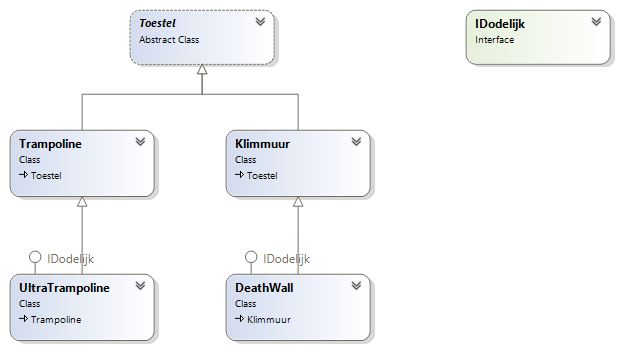 Toestel
Abstract Class
IDodelijk
Interface
Trampoline
Class
Toestel
Klimmuur
Class
Toestel
IDodelijk
UltraTrampoline
Class
Trampoline
IDodelijk
DeathWall
Class
Klimmuur